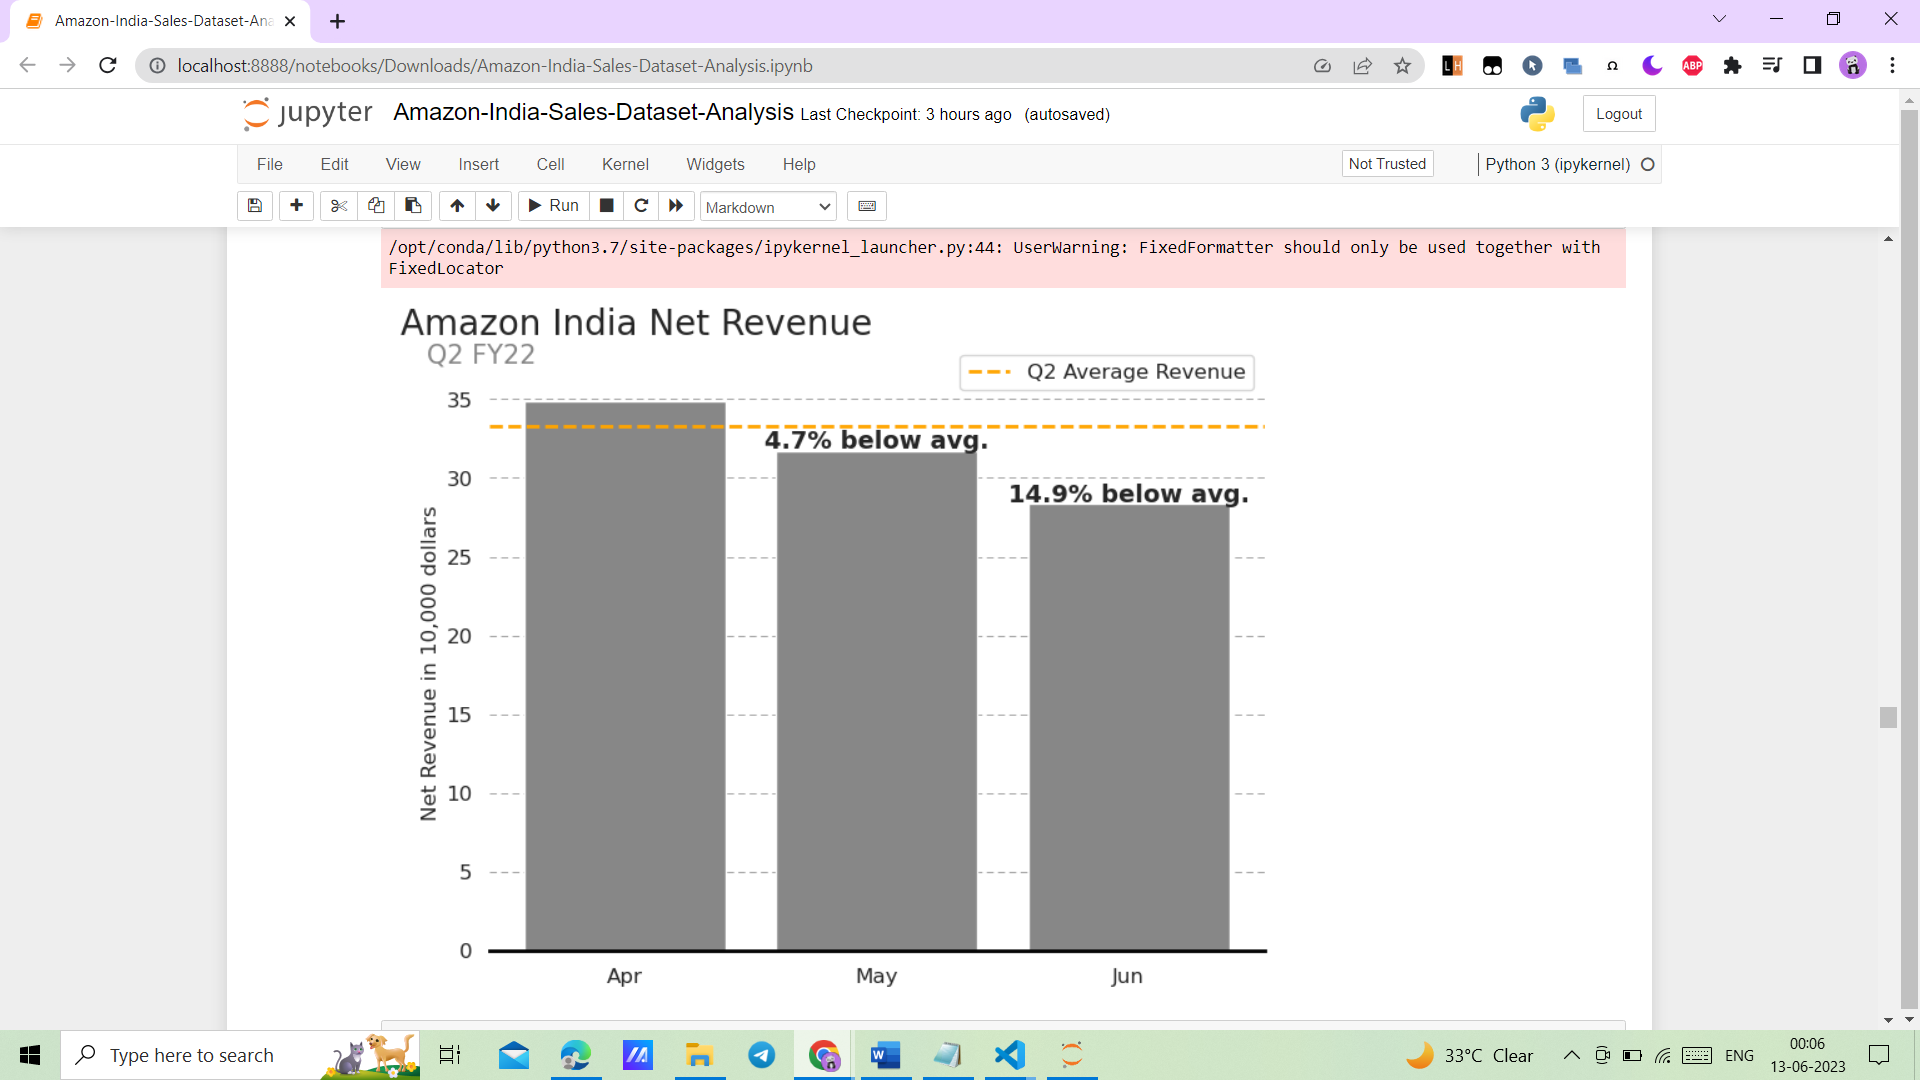 Amazon-India-Sales-Dataset-Ana
localhost:8888/notebooks/Downloads/Amazon-India-Sales-Dataset-Analysis.ipynb
LH
ABP
jupyter Amazon-India-Sales-Dataset-Analysis Last Checkpoint: 3 hours ago (autosaved)
Logout
File Edit View Insert Cell Kernel Widgets Help
Not Trusted
Python 3 (ipykernel)
Run
Markdown
/opt/conda/lib/python3.7/site-packages/ipykernel_launcher.py:44: UserWarning: FixedFormatter should only be used together with
FixedLocator
Amazon India Net Revenue
Q2 FY22
Q2 Average Revenue
35
4.7% below avg.
30
14.9% below avg.
25
20
15
10
5
0
Net Revenue in 10,000 dollars
Apr May Jun
Type here to search
33°C Clear
ENG
00:06
13-06-2023